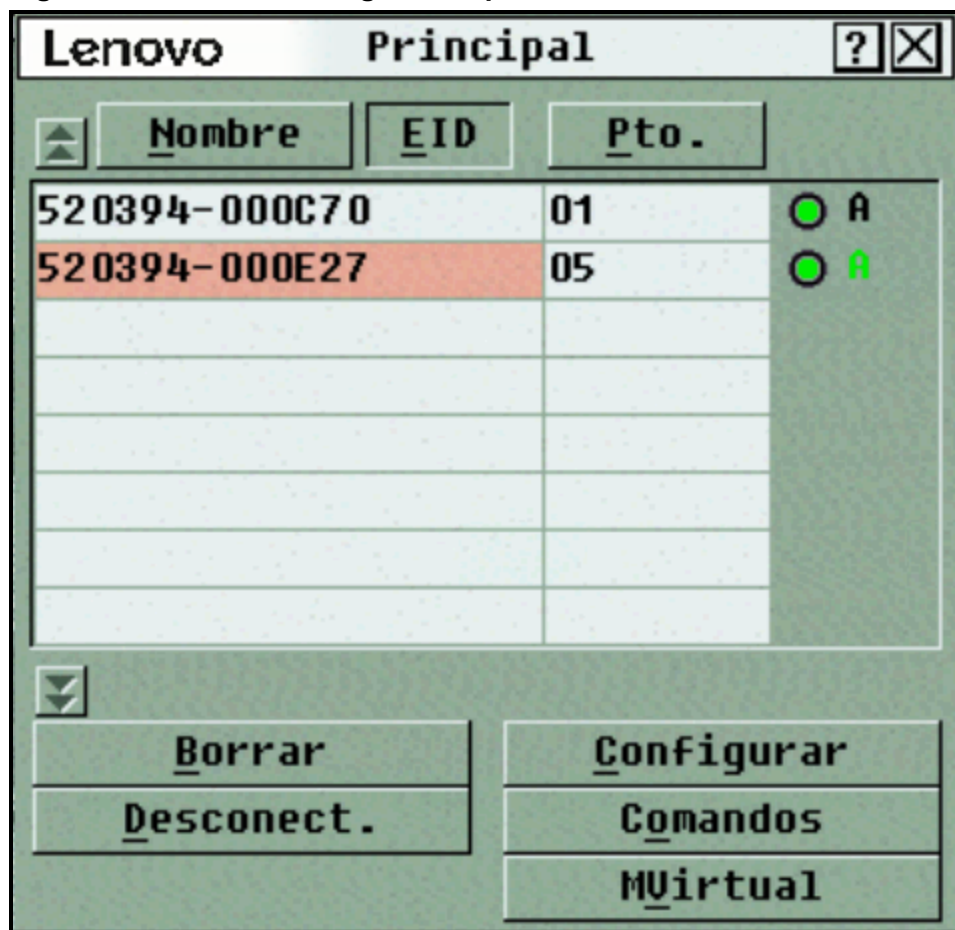 Lenovo Principal ? X
Nombre EID Pto.
520394-000C70 01 A
520394-000E27 05 A
Borrar Configurar
Desconect. Comandos
MVirtual